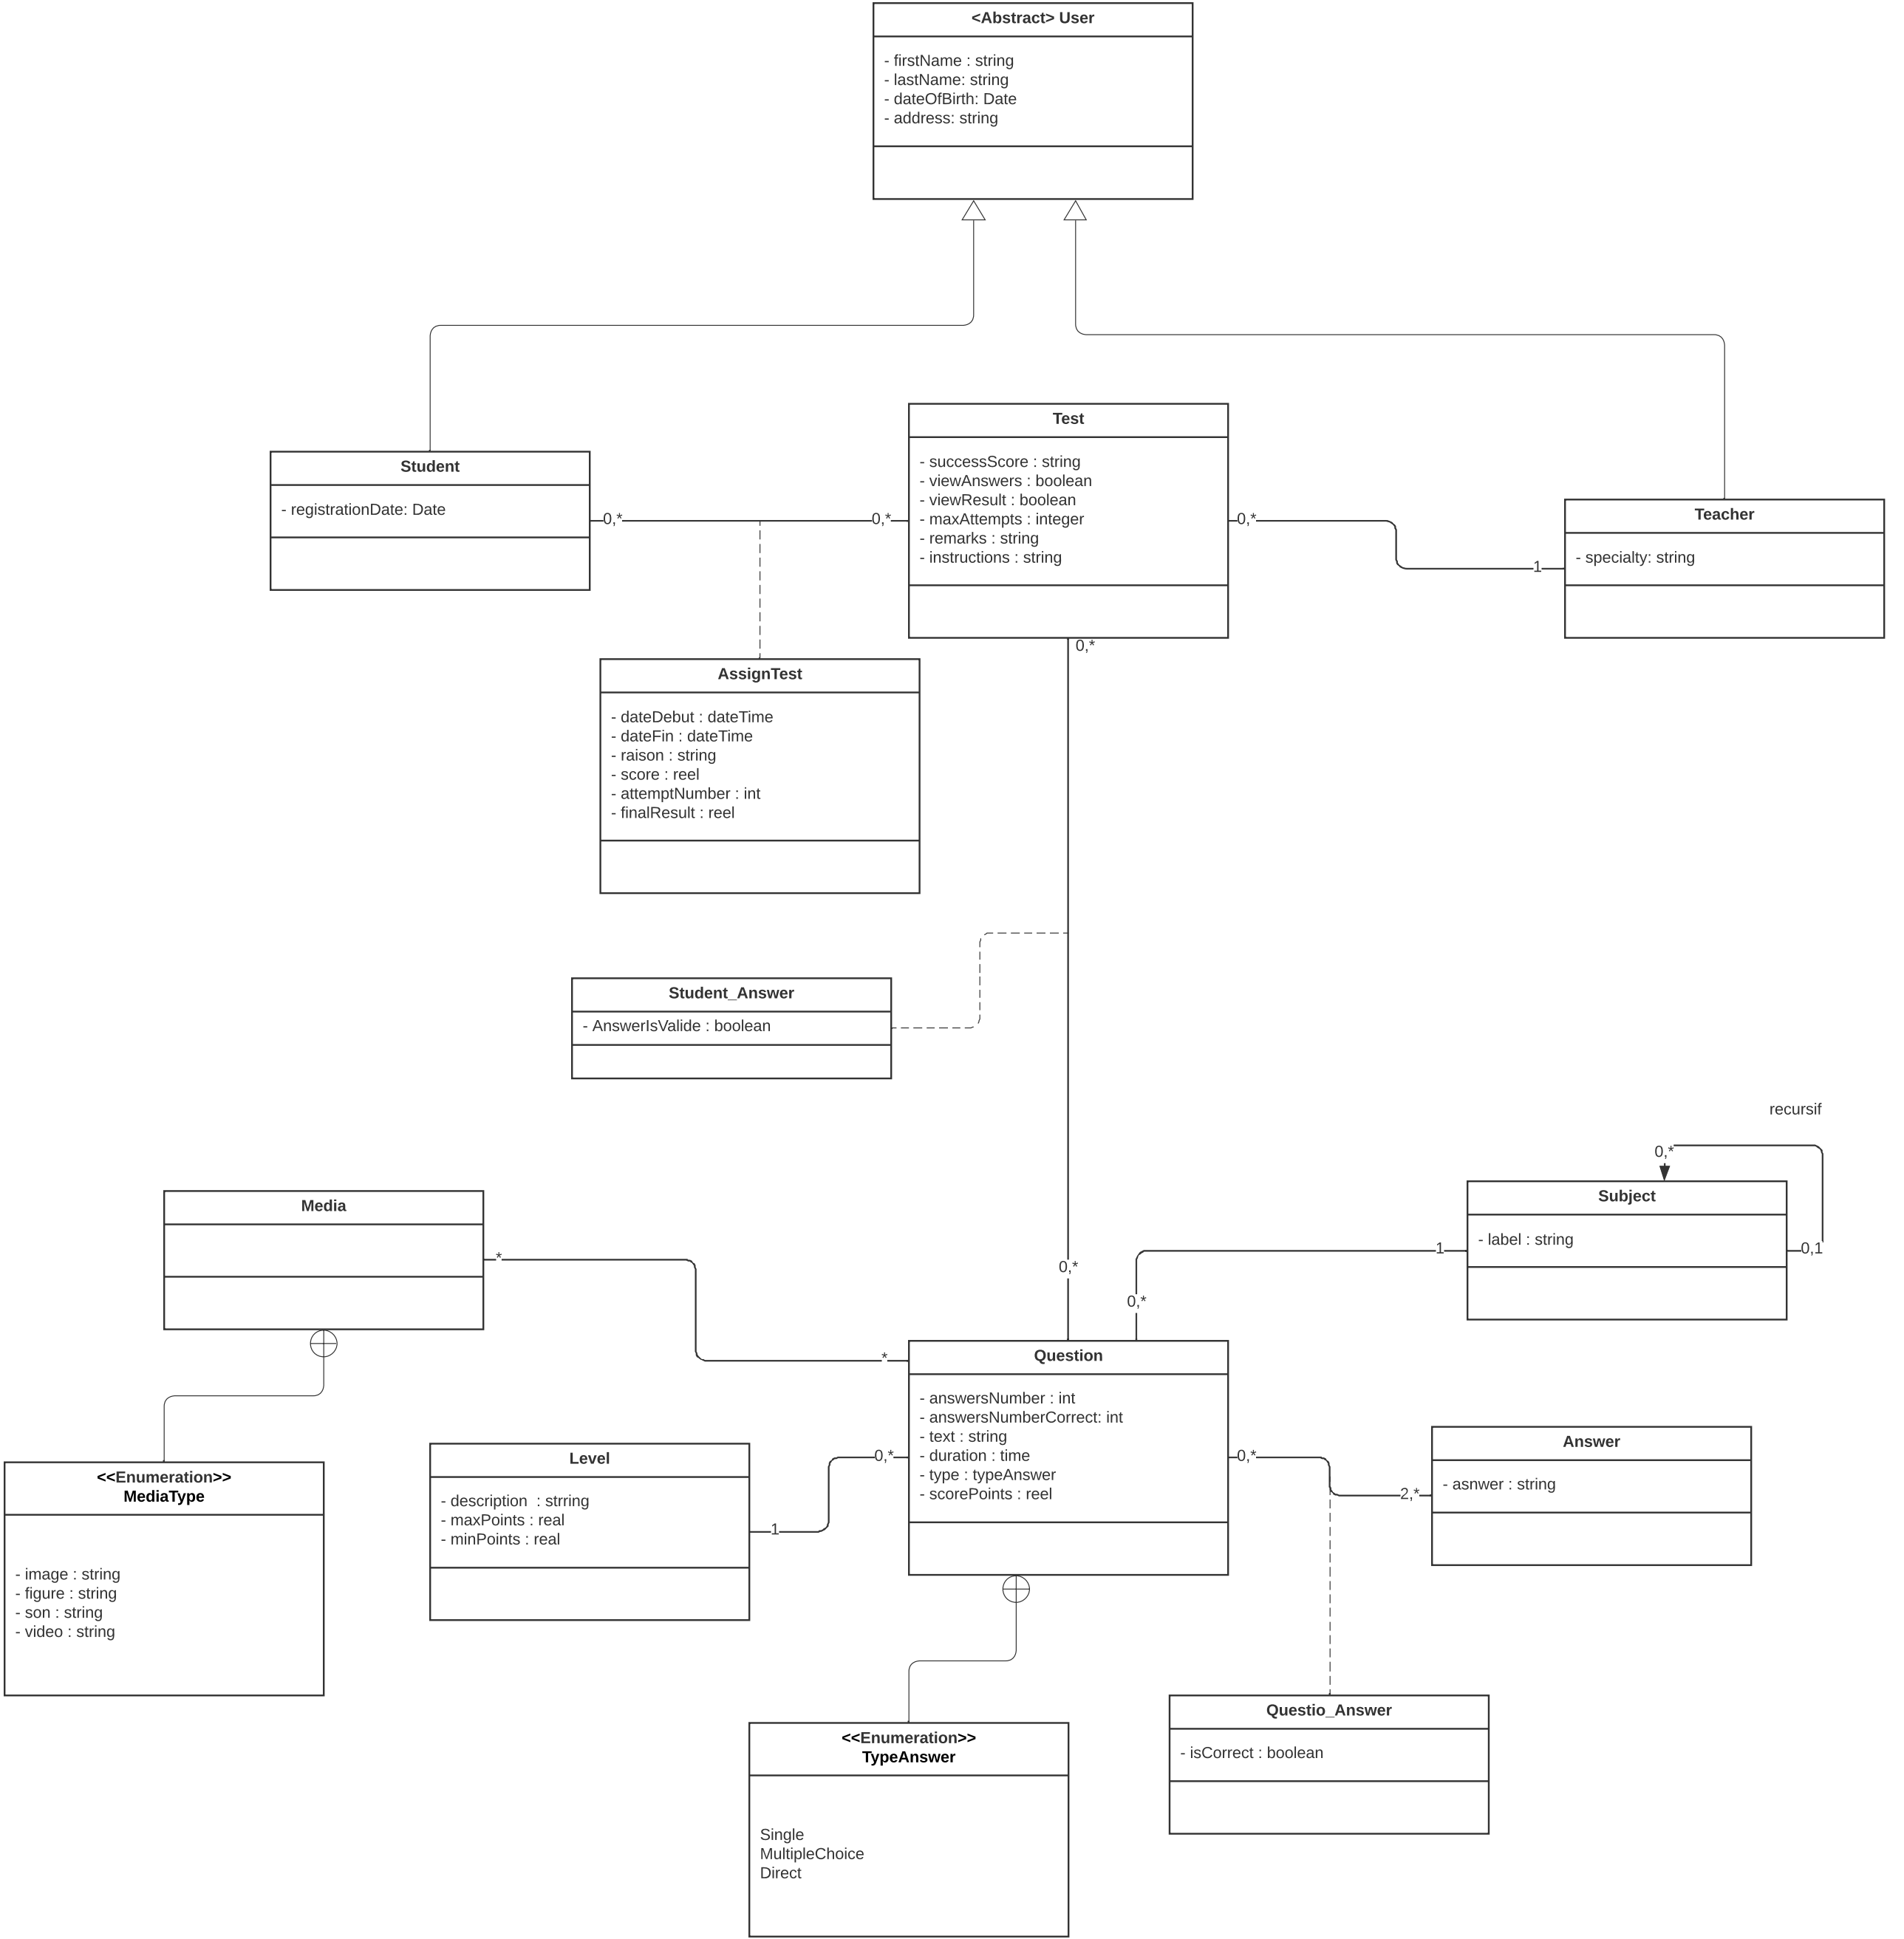 <Abstract> User
- firstName : string
- lastName: string
- dateOfBirth: Date
- address: string
Test
- successScore : string
- viewAnswers : boolean
- viewResult : boolean
- maxAttempts : integer
- remarks : string
- instructions : string
Student
- registrationDate: Date
0,*
0,*
0,*
1
Teacher
- specialty: string
0,*
AssignTest
- dateDebut : dateTime
- dateFin : dateTime
- raison : string
- score : reel
- attemptNumber : int
- finalResult : reel
Student_Answer
- AnswerIsValide : boolean
recursif
0,*
Subject
- label : string
0,1
1
Media
*
0,*
0,*
*
Question
- answersNumber : int
- answersNumberCorrect: int
- text : string
- duration : time
- type : typeAnswer
- scorePoints : reel
0,*
0,*
2,*
Answer
- asnwer : string
Level
- description  : strring
- maxPoints : real
- minPoints : real
1
<<Enumeration>>
MediaType
- image : string
- figure : string
- son : string
- video : string
Questio_Answer
- isCorrect : boolean
<<Enumeration>>
TypeAnswer
Single
MultipleChoice
Direct